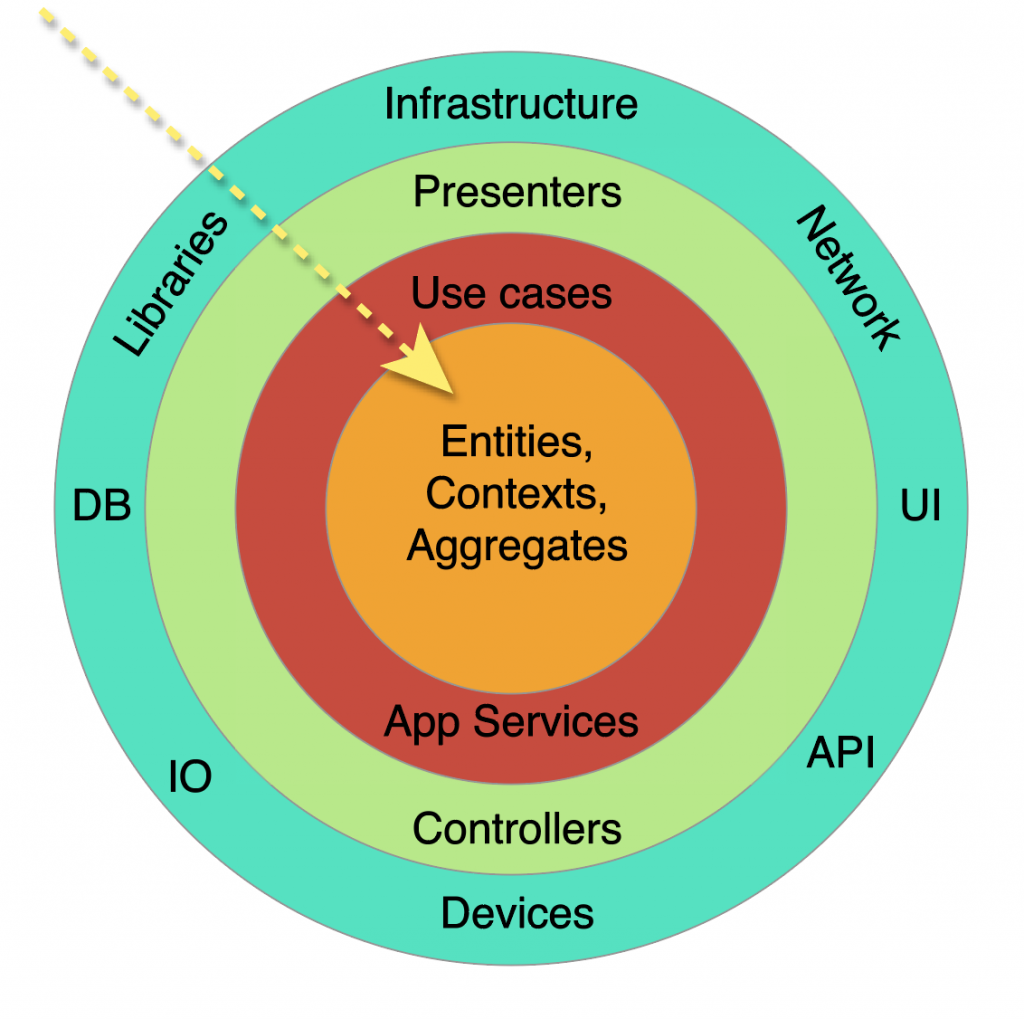 Infrastructure
Presenters
Libraries
Network
Use cases
Entities,
Contexts,
Aggregates
DB
UI
App Services
API
IO
Controllers
Devices